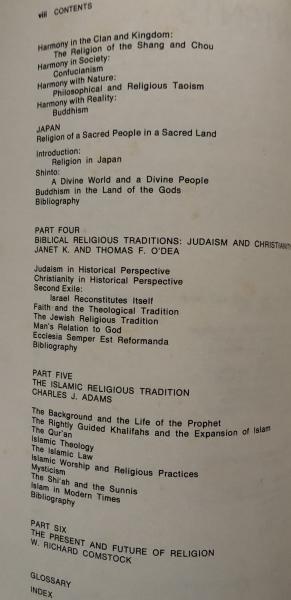 viii CONTENTS
Harmony in the Clan and Kingdom:
The Religion of the Shang and Chou
Harmony in Society:
Confucianism
Harmony with Nature:
Philosophical and Religious Taoism
Harmony with Reality:
Buddhism
JAPAN
Religion of a Sacred People in a Sacred Land
Introduction:
Religion in Japan
Shinto:
A Divine World and a Divine People
Buddhism in the Land of the Gods
Bibliography
PART FOUR
BIBLICAL RELIGIOUS TRADITIONS: JUDAISM AND CHRISTIANITY
JANET K. AND THOMAS F. O'DEA
Judaism in Historical Perspective
Christianity in Historical Perspective
Second Exile:
Israel Reconstitutes Itself
Faith and the Theological Tradition
The Jewish Religious Tradition
Man's Relation to God
Ecclesia Semper Est Reformanda
Bibliography
PART FIVE
THE ISLAMIC RELIGIOUS TRADITION
CHARLES J. ADAMS
The Background and the Life of the Prophet
The Rightly Guided Khalifahs and the Expansion of Islam
The Qur'an
Islamic Theology
The Islamic Law
Islamic Worship and Religious Practices
Mysticism
The Shi'ah and the Sunnis
Islam in Modern Times
Bibliography
PART SIX
THE PRESENT AND FUTURE OF RELIGION
W. RICHARD COMSTOCK
GLOSSARY
INDEX